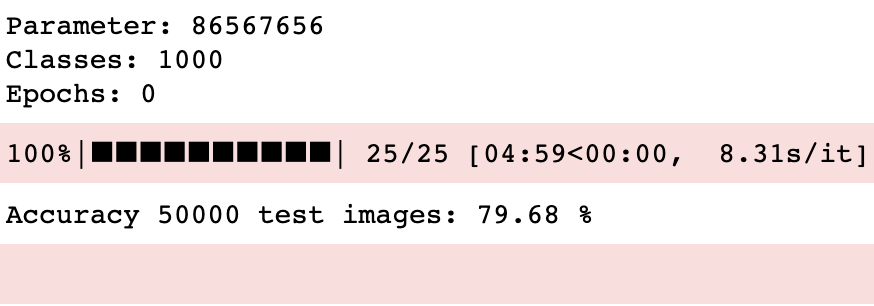 Parameter: 86567656
Classes: 1000
Epochs: 0
100%|■■■■■■■■■■| 25/25 [04:59<00:00,  8.31s/it]
Accuracy 50000 test images: 79.68 %